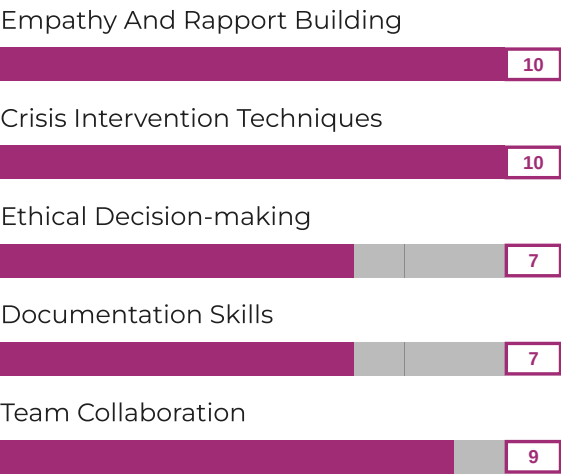 Empathy And Rapport Building
10
Crisis Intervention Techniques
10
Ethical Decision-making
7
Documentation Skills
7
Team Collaboration
9